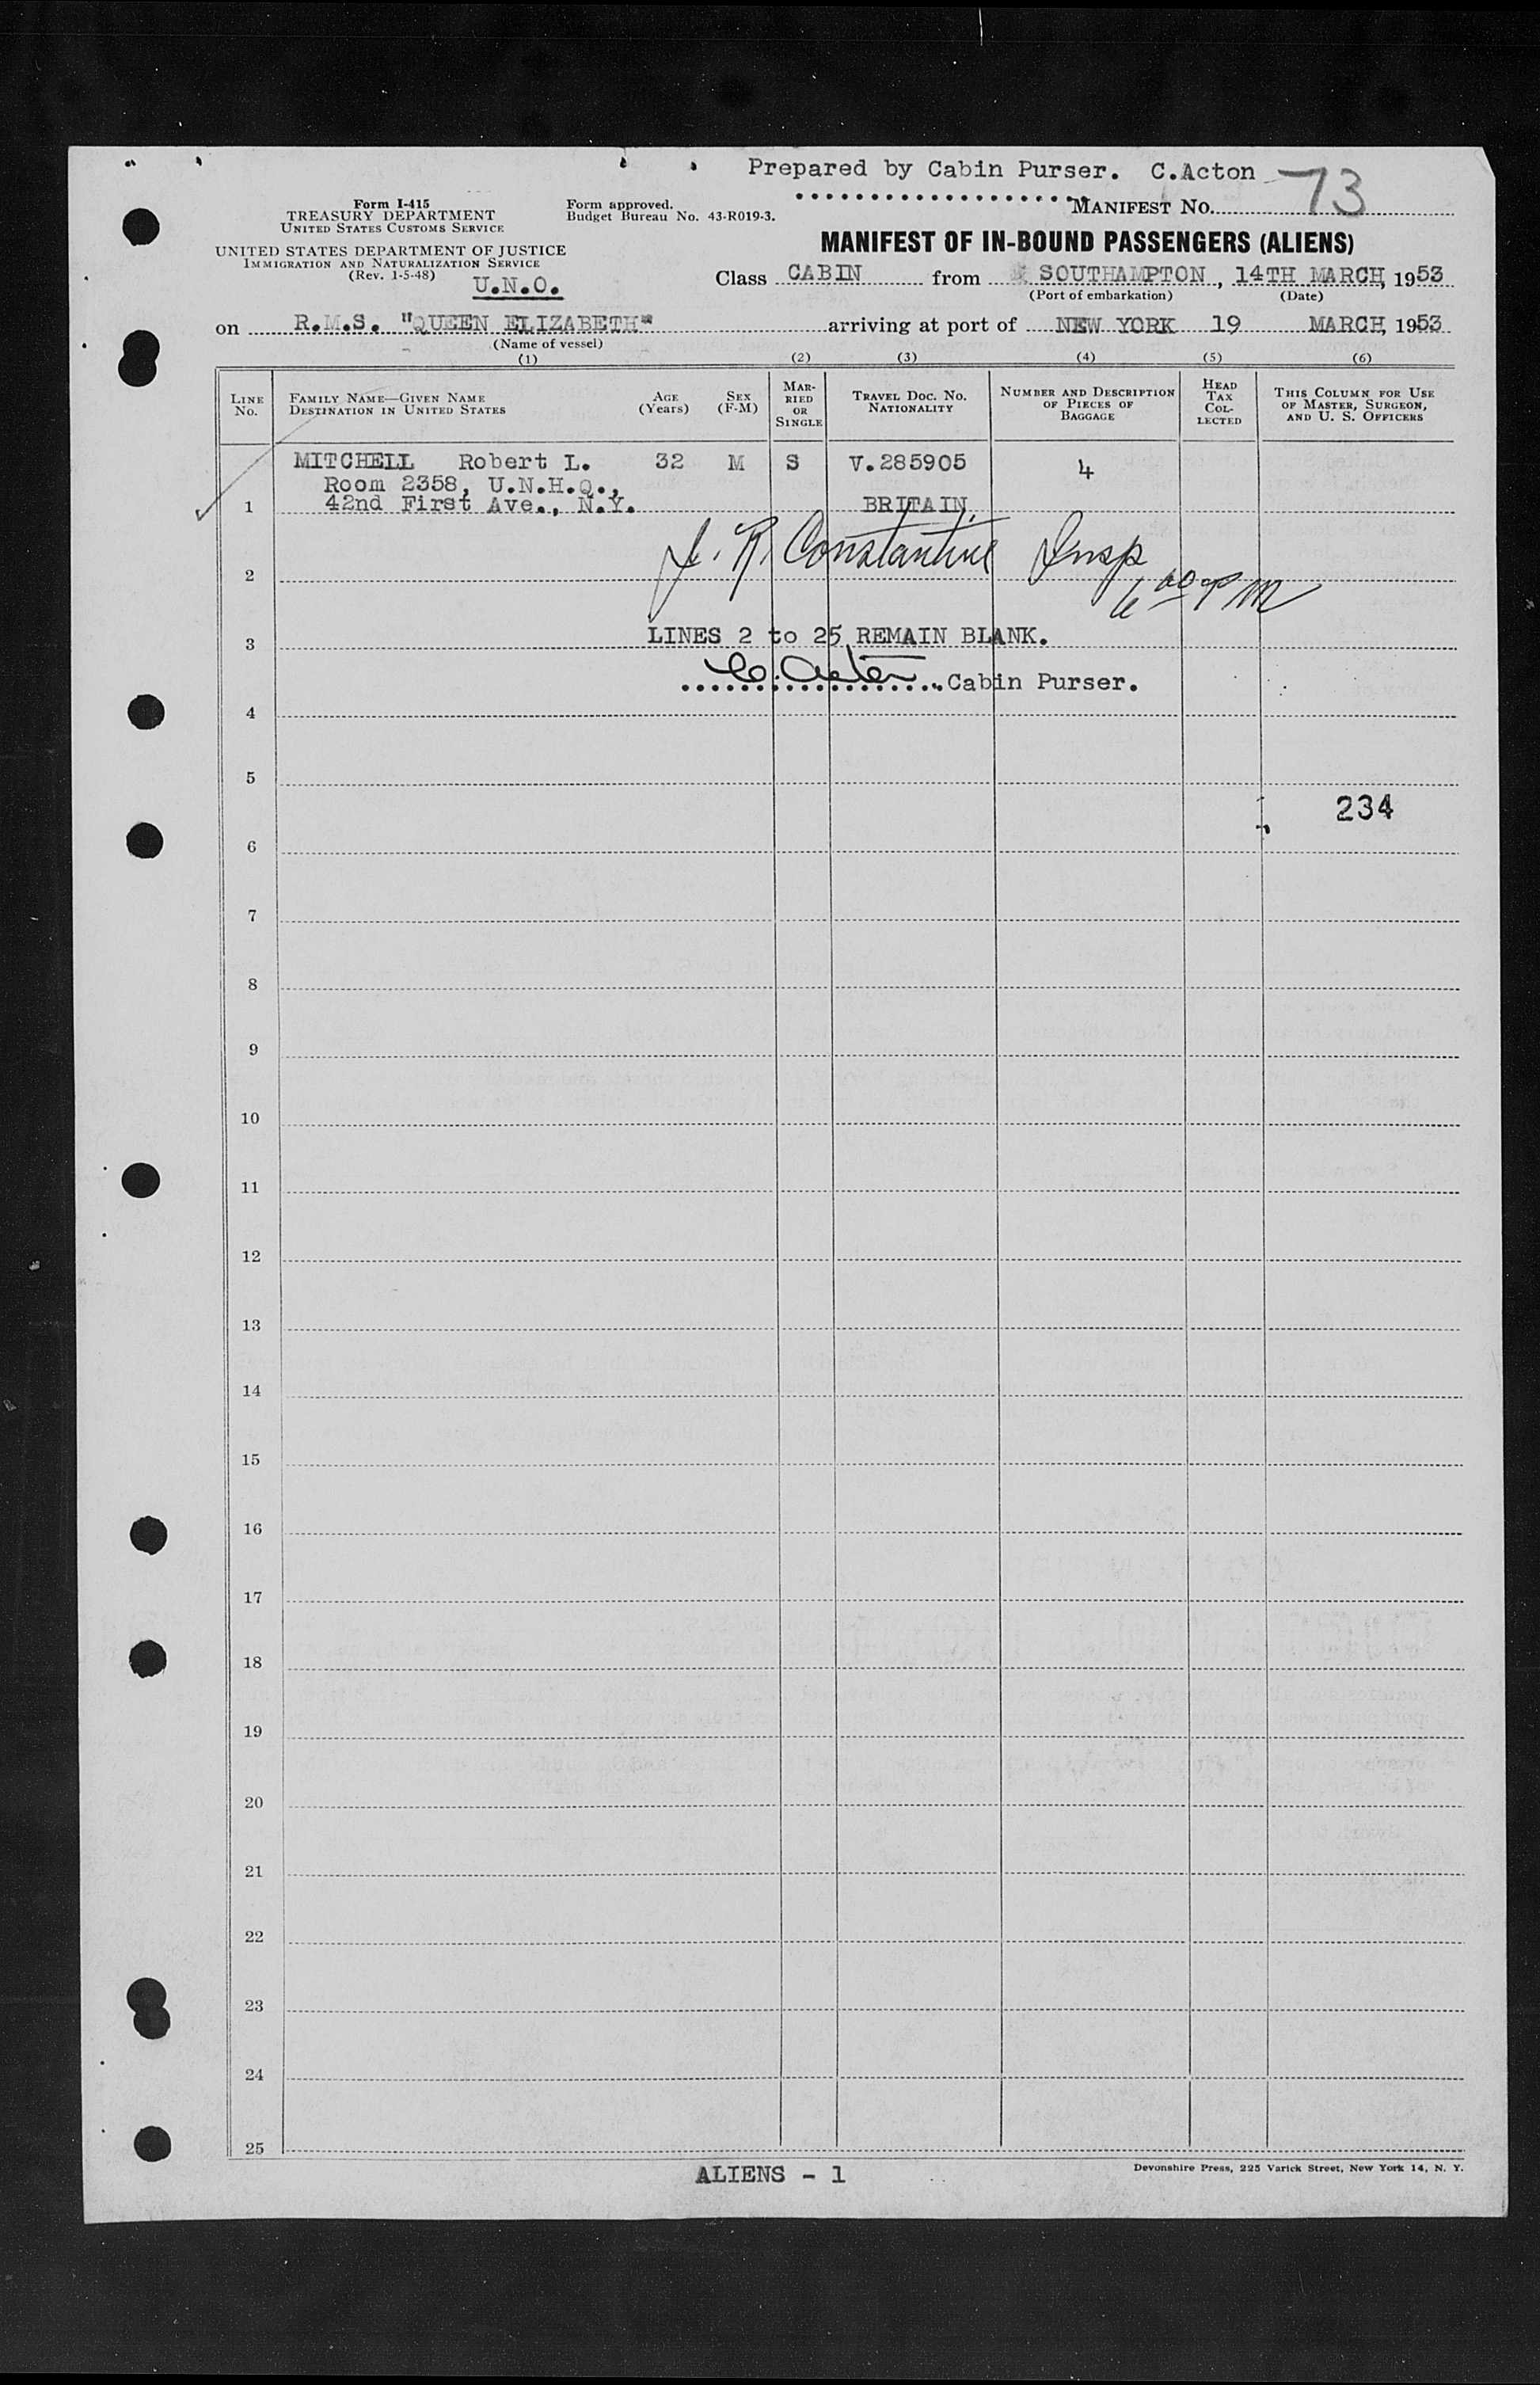 Prepared by Cabin Purser. C.Acton
73
MANIFEST NO.
Form I-415
TREASURY DEPARTMENT
UNITED STATES CUSTOMS SERVICE
Form approved.
Budget Bureau No. 43-R019-3.
UNITED STATES DEPARTMENT OF JUSTICE
IMMIGRATION AND NATURALIZATION SERVICE
(Rev. 1-5-48)
U.N.O.
MANIFEST OF IN-BOUND PASSENGERS (ALIENS)
Class CABIN from SOUTHAMPTON, 14TH MARCH, 1953
(Port of embarkation) (Date)
on R.M.S. "QUEEN ELIZABETH" arriving at port of NEW YORK 19 MARCH, 1953
(Name of vessel)
(1) (2) (3) (4) (5) (6)
LINE NO.
FAMILY NAME—GIVEN NAME
DESTINATION IN UNITED STATES
AGE (Years)
SEX (F-M)
MAR-
RIED
OR
SINGLE
TRAVEL DOC. NO.
NATIONALITY
NUMBER AND DESCRIPTION
OF PIECES OF
BAGGAGE
HEAD
TAX
COL-
LECTED
THIS COLUMN FOR USE
OF MASTER, SURGEON,
AND U. S. OFFICERS
MITCHELL Robert L. 32 M S V.285905 4
Room 2358, U.N.H.Q.,
1 42nd First Ave., N.Y. BRITAIN.
J. R. Constantine Insp
2
6 00 PM
3 LINES 2 to 25 REMAIN BLANK.
C. Acton Cabin Purser.
4
5
234
6
7
8
9
10
11
12
13
14
15
16
17
18
19
20
21
22
23
24
25
ALIENS - 1
Devonshire Press, 225 Varick Street, New York 14, N. Y.